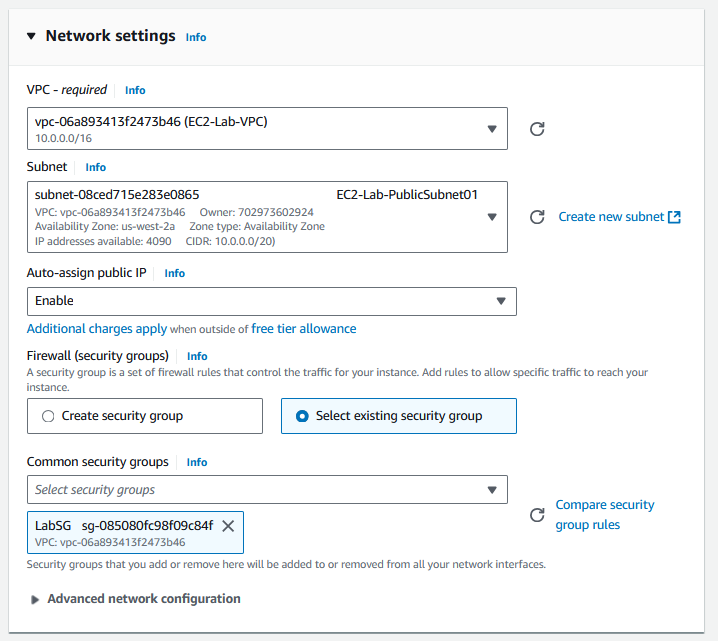 Network settings Info
VPC - required Info
vpc-06a893413f2473b46 (EC2-Lab-VPC)
10.0.0.0/16
Subnet Info
subnet-08ced715e283e0865 EC2-Lab-PublicSubnet01
VPC: vpc-06a893413f2473b46 Owner: 702973602924
Availability Zone: us-west-2a Zone type: Availability Zone
IP addresses available: 4090 CIDR: 10.0.0.0/20)
Create new subnet
Auto-assign public IP Info
Enable
Additional charges apply when outside of free tier allowance
Firewall (security groups) Info
A security group is a set of firewall rules that control the traffic for your instance. Add rules to allow specific traffic to reach your
instance.
Create security group
Select existing security group
Common security groups Info
Select security groups
LabSG sg-085080fc98f09c84f
VPC: vpc-06a893413f2473b46
Compare security
group rules
Security groups that you add or remove here will be added to or removed from all your network interfaces.
Advanced network configuration